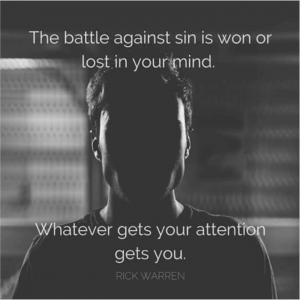 The battle against sin is won or
lost in your mind.
Whatever gets your attention
gets you.
RICK WARREN